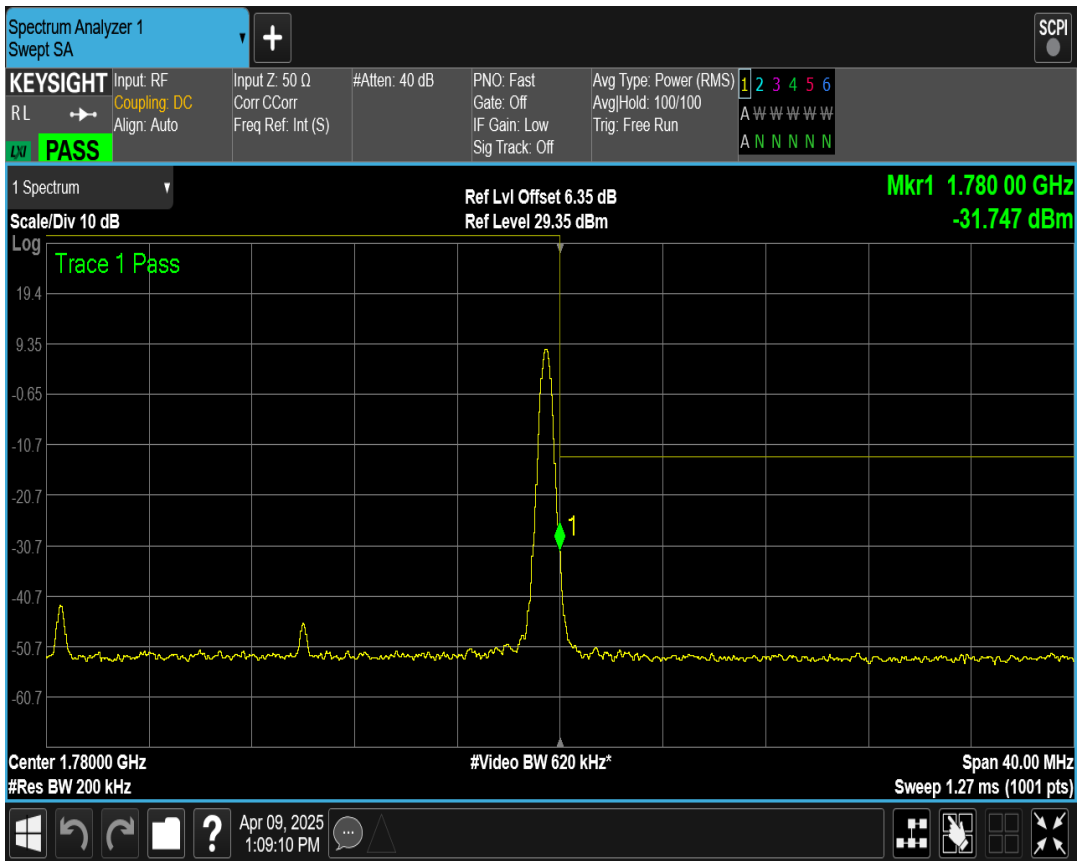 Spectrum Analyzer 1
Swept SA
+
SCPI
KEYSIGHT
RL
LXI PASS
Input: RF
Coupling: DC
Align: Auto
Input Z: 50 Ω
Corr CCorr
Freq Ref: Int (S)
#Atten: 40 dB
PNO: Fast
Gate: Off
IF Gain: Low
Sig Track: Off
Avg Type: Power (RMS)
Avg|Hold: 100/100
Trig: Free Run
1 2 3 4 5 6
A W W W W W
A N N N N N
1 Spectrum
Scale/Div 10 dB
Ref Lvl Offset 6.35 dB
Ref Level 29.35 dBm
Mkr1 1.780 00 GHz
-31.747 dBm
Log
Trace 1 Pass
19.4
9.35
-0.65
-10.7
-20.7
-30.7
-40.7
-50.7
-60.7
1
Center 1.78000 GHz
#Res BW 200 kHz
#Video BW 620 kHz*
Span 40.00 MHz
Sweep 1.27 ms (1001 pts)
?
Apr 09, 2025
1:09:10 PM